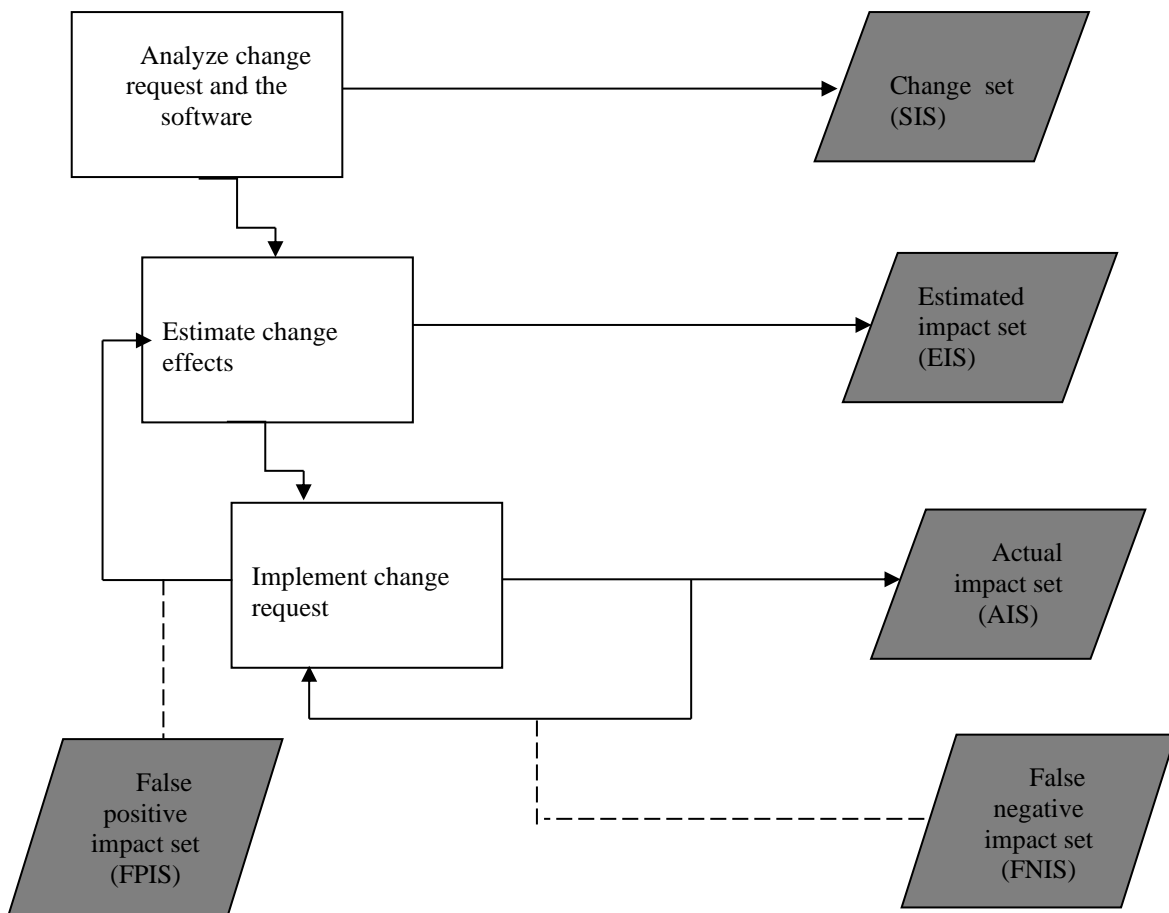 Analyze change
request and the
software
Change set
(SIS)
Estimate change
effects
Estimated
impact set
(EIS)
Implement change
request
Actual
impact set
(AIS)
False
positive
impact set
(FPIS)
False
negative
impact set
(FNIS)